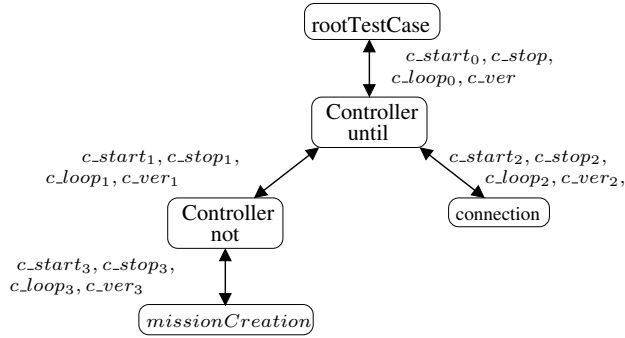 rootTestCase
c_start₀, c_stop,
c_loop₀, c_ver
Controller
until
c_start₁, c_stop₁,
c_loop₁, c_ver₁
c_start₂, c_stop₂,
c_loop₂, c_ver₂,
Controller
not
connection
c_start₃, c_stop₃,
c_loop₃, c_ver₃
missionCreation